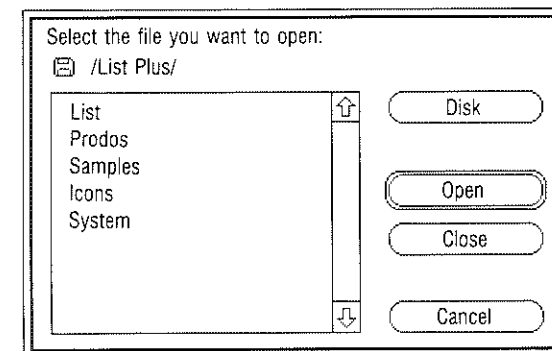 Select the file you want to open:
/List Plus/
List
Prodos
Samples
Icons
System
Disk
Open
Close
Cancel